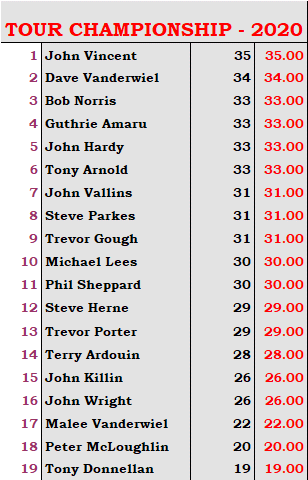 TOUR CHAMPIONSHIP - 2020
1 John Vincent 35 35.00
2 Dave Vanderwiel 34 34.00
3 Bob Norris 33 33.00
4 Guthrie Amaru 33 33.00
5 John Hardy 33 33.00
6 Tony Arnold 33 33.00
7 John Vallins 31 31.00
8 Steve Parkes 31 31.00
9 Trevor Gough 31 31.00
10 Michael Lees 30 30.00
11 Phil Sheppard 30 30.00
12 Steve Herne 29 29.00
13 Trevor Porter 29 29.00
14 Terry Ardouin 28 28.00
15 John Killin 26 26.00
16 John Wright 26 26.00
17 Malee Vanderwiel 22 22.00
18 Peter McLoughlin 20 20.00
19 Tony Donnellan 19 19.00